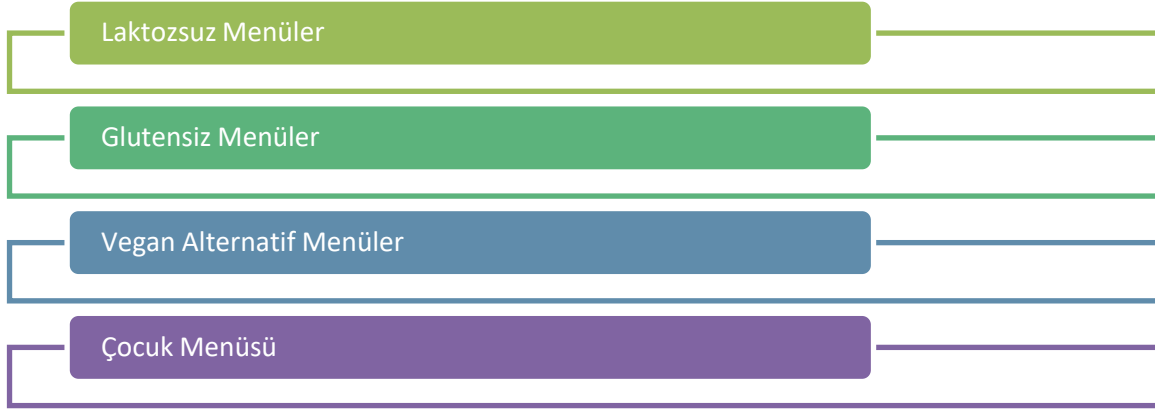 Laktozsuz Menüler
Glutensiz Menüler
Vegan Alternatif Menüler
Çocuk Menüsü